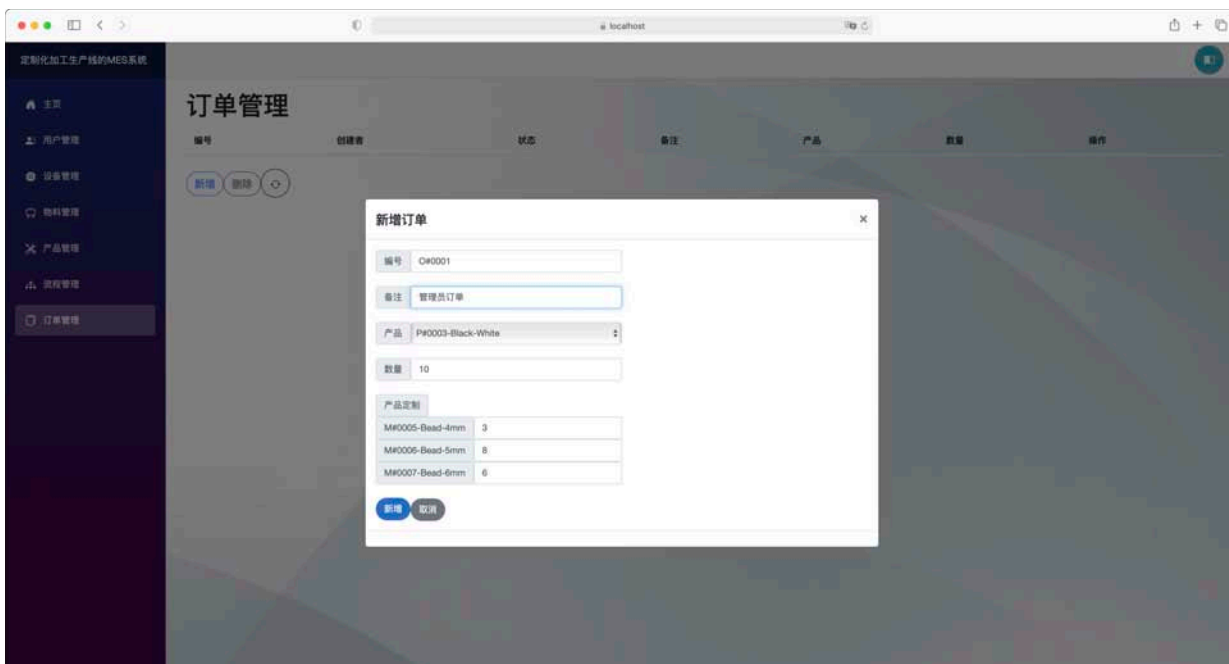 localhost
定制化加工生产线的MES系统
主页
用户管理
设备管理
物料管理
产品管理
流程管理
订单管理
订单管理
编号 创建者 状态 备注 产品 数量 操作
新增 删除
新增订单 ×
编号 O#0001
备注 管理员订单
产品 P#0003-Black-White
数量 10
产品定制
M#0005-Bead-4mm 3
M#0006-Bead-5mm 8
M#0007-Bead-6mm 6
新增 取消